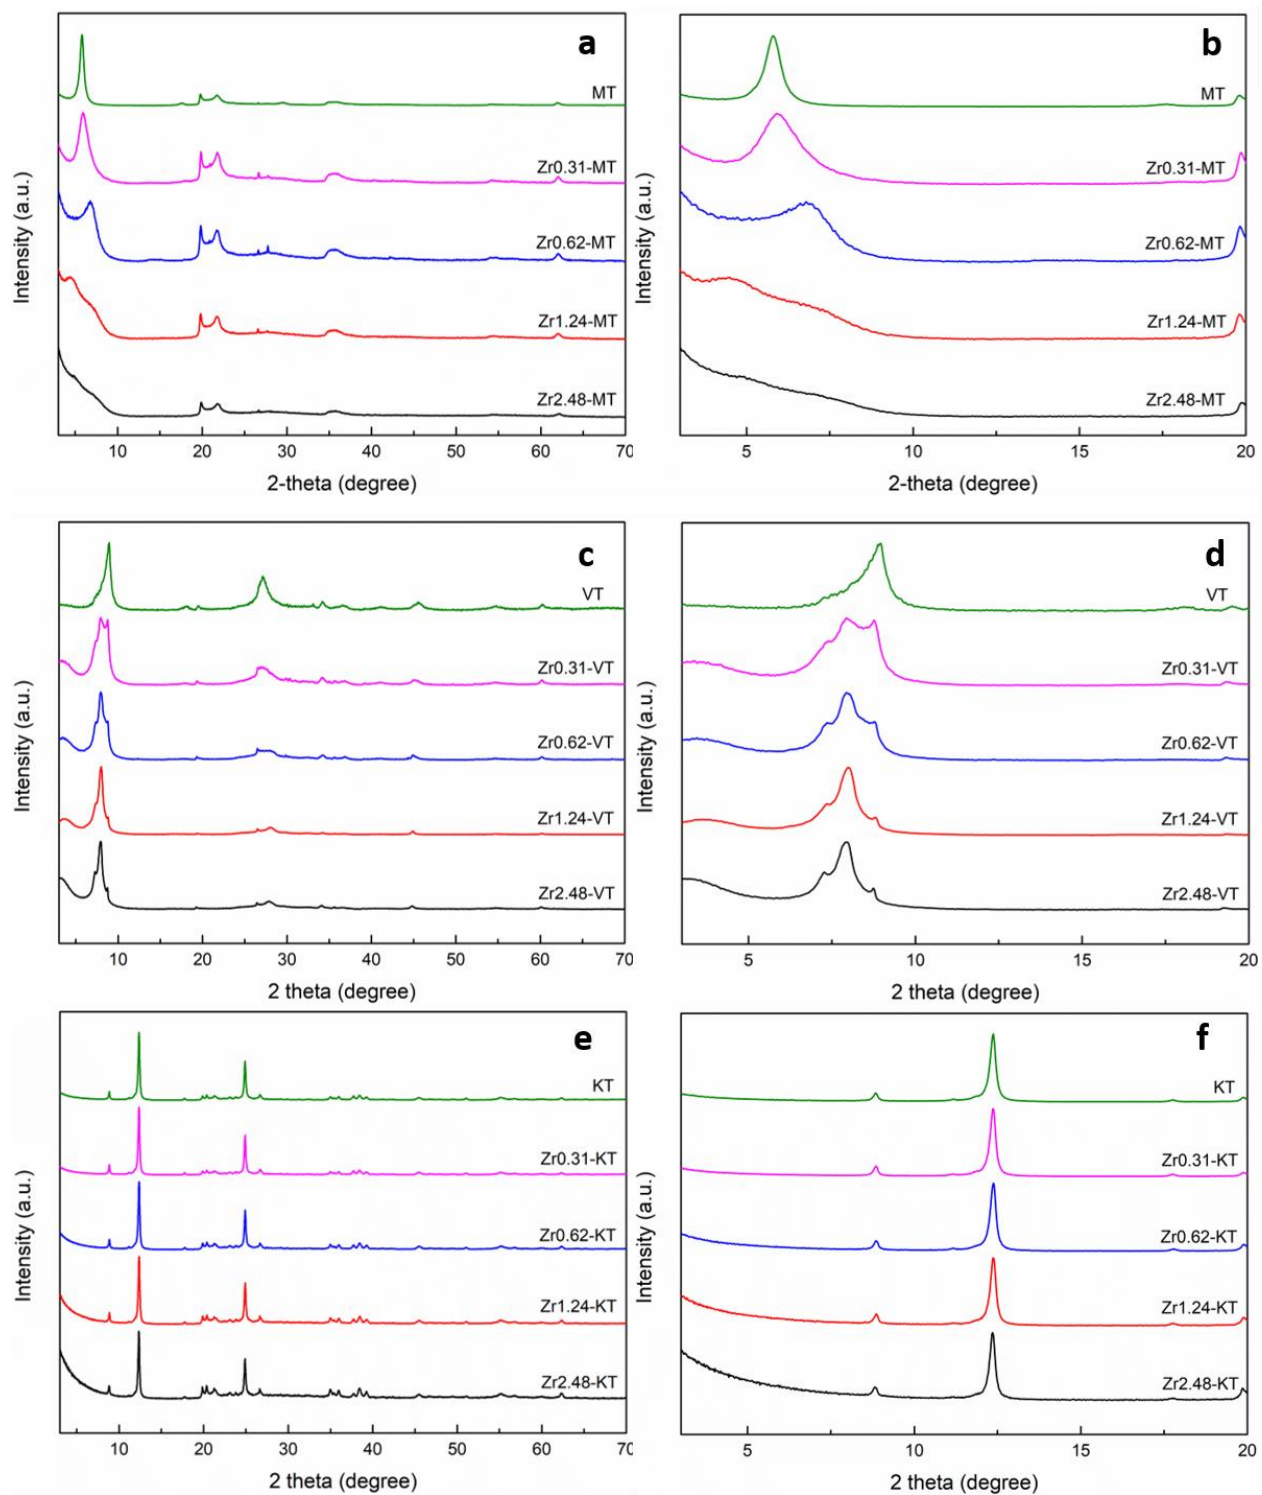 a
MT
Zr0.31-MT
Zr0.62-MT
Zr1.24-MT
Zr2.48-MT
Intensity (a.u.)
10 20 30 40 50 60 70
2-theta (degree)
b
MT
Zr0.31-MT
Zr0.62-MT
Zr1.24-MT
Zr2.48-MT
Intensity (a.u.)
5 10 15 20
2-theta (degree)
c
VT
Zr0.31-VT
Zr0.62-VT
Zr1.24-VT
Zr2.48-VT
Intensity (a.u.)
10 20 30 40 50 60 70
2 theta (degree)
d
VT
Zr0.31-VT
Zr0.62-VT
Zr1.24-VT
Zr2.48-VT
Intensity (a.u.)
5 10 15 20
2 theta (degree)
e
KT
Zr0.31-KT
Zr0.62-KT
Zr1.24-KT
Zr2.48-KT
Intensity (a.u.)
10 20 30 40 50 60 70
2 theta (degree)
f
KT
Zr0.31-KT
Zr0.62-KT
Zr1.24-KT
Zr2.48-KT
Intensity (a.u.)
5 10 15 20
2 theta (degree)